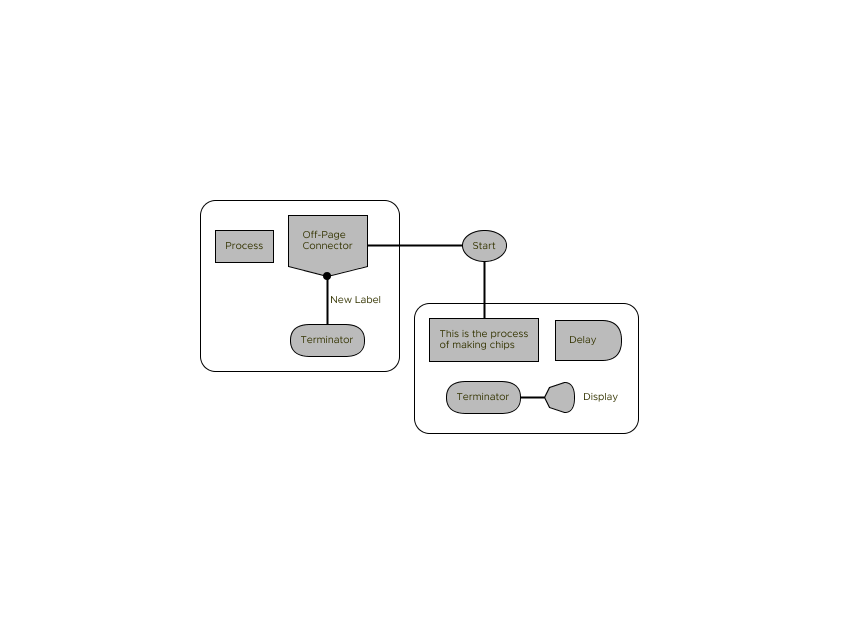 Process
Off-Page
Connector
Start
New Label
Terminator
This is the process
of making chips
Delay
Terminator
Display